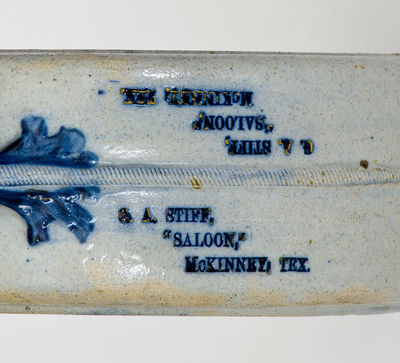 S. A. STIFF,
"SALOON,"
McKINNEY, TEX.
S. A. STIFF,
"SALOON,"
McKINNEY, TEX.